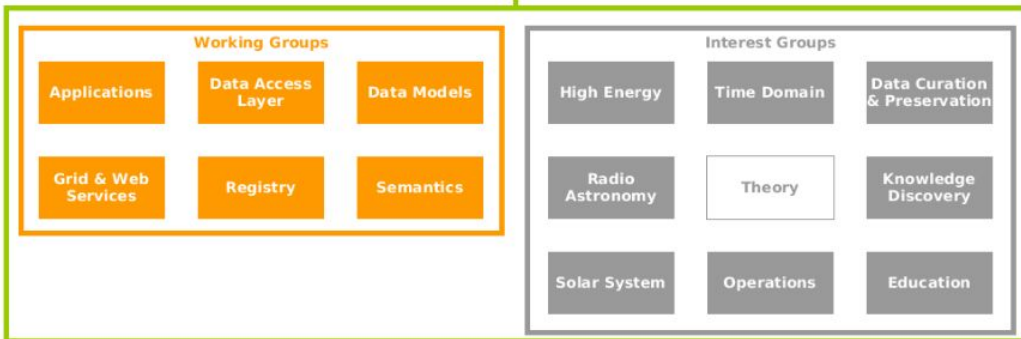 Working Groups
Applications
Data Access
Layer
Data Models
Grid & Web
Services
Registry
Semantics
Interest Groups
High Energy
Time Domain
Data Curation
& Preservation
Radio
Astronomy
Theory
Knowledge
Discovery
Solar System
Operations
Education